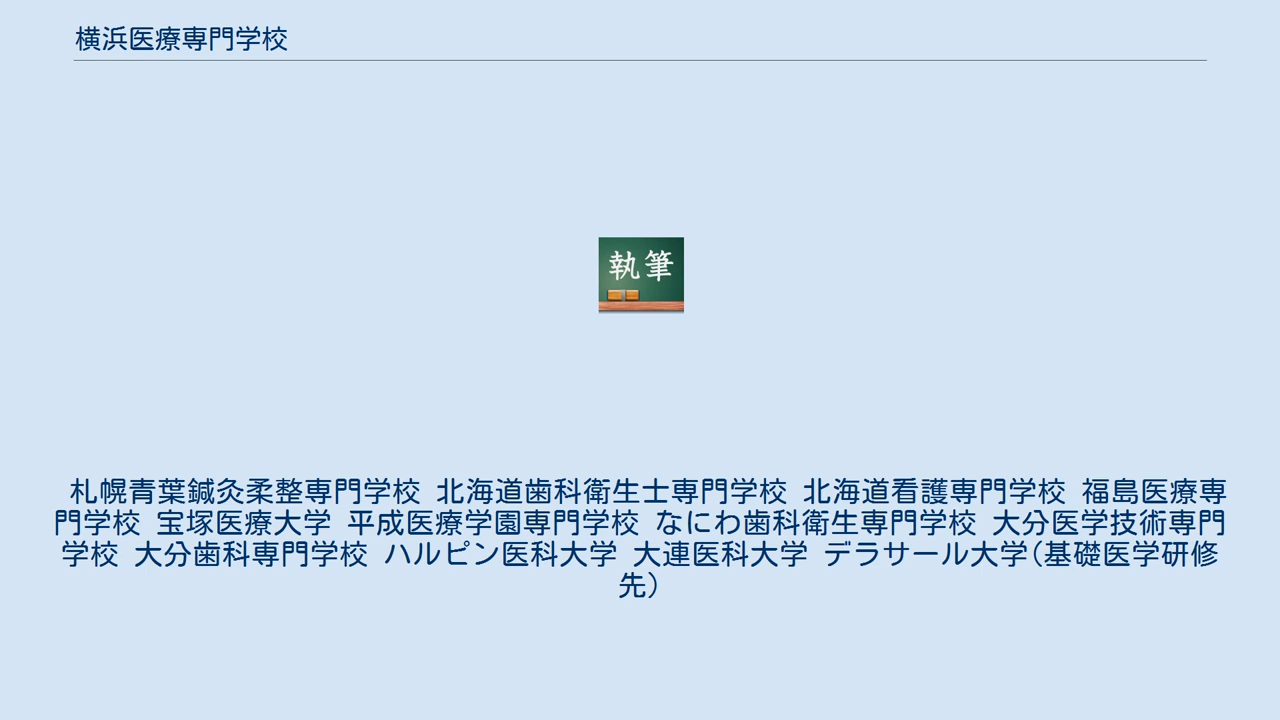 横浜医療専門学校
執筆
札幌青葉鍼灸柔整専門学校 北海道歯科衛生士専門学校 北海道看護専門学校 福島医療専
門学校 宝塚医療大学 平成医療学園専門学校 なにわ歯科衛生専門学校 大分医学技術専門
学校 大分歯科専門学校 ハルピン医科大学 大連医科大学 デラサール大学(基礎医学研修
先)